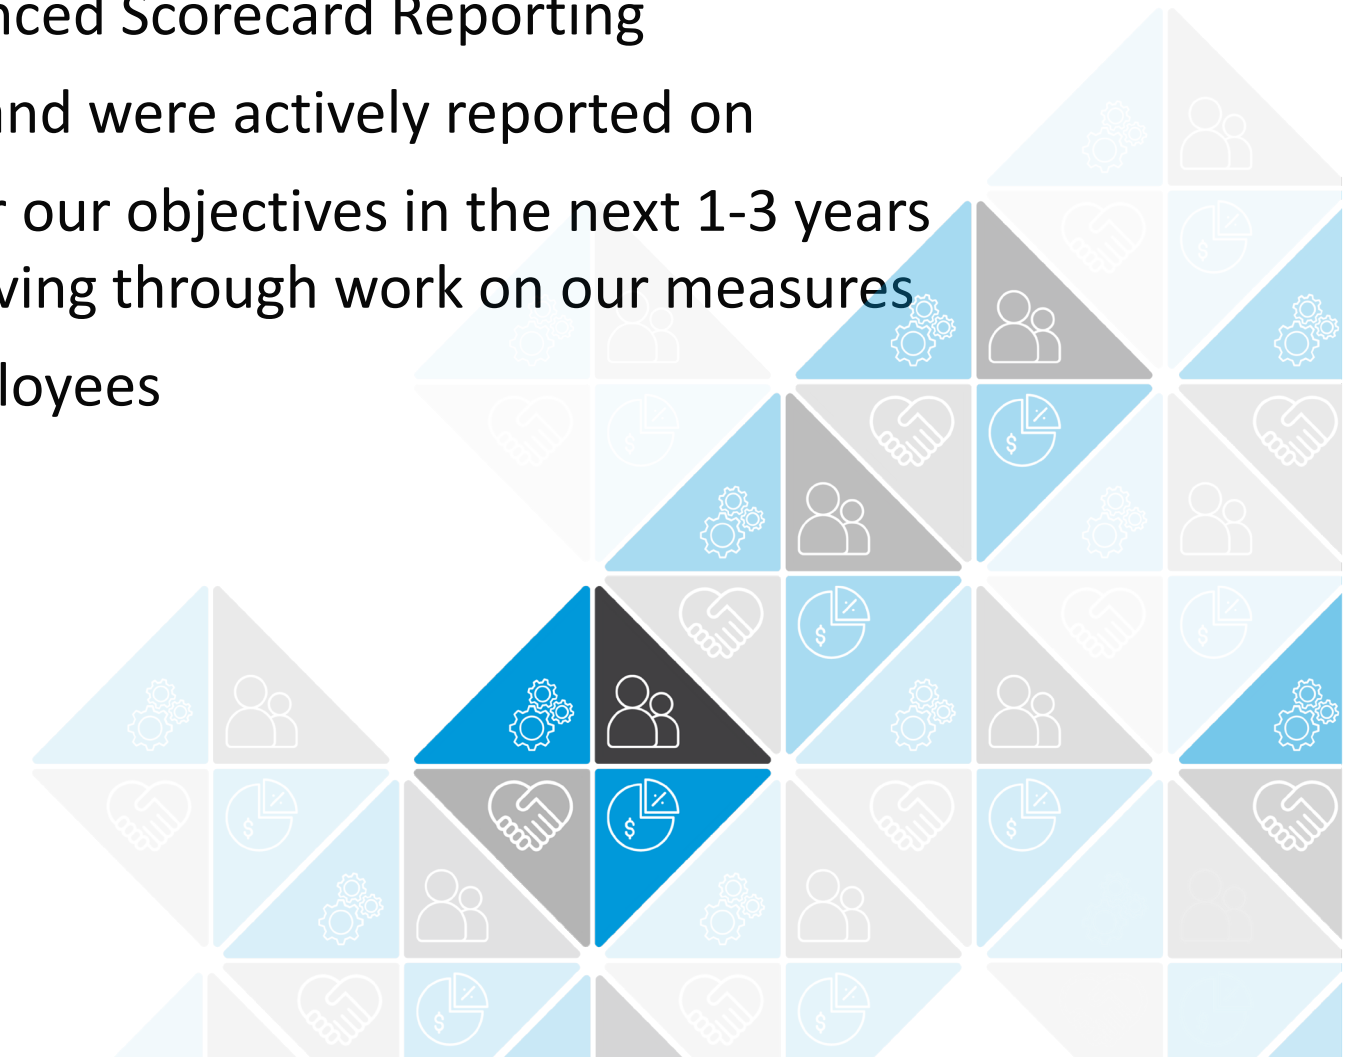 nced Scorecard Reporting
and were actively reported on
r our objectives in the next 1-3 years
ving through work on our measures
loyees